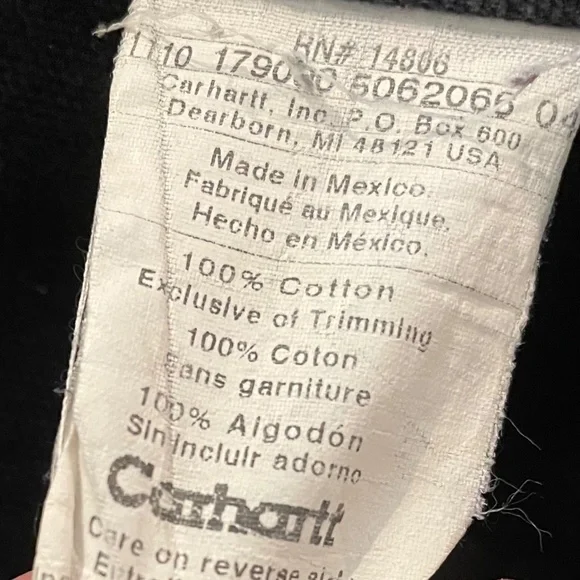 RN# 14806
1110 1790 5062065 04
Carhartt, Inc. P.O. Box 600
Dearborn, MI 48121 USA
Made in Mexico.
Fabriqué au Mexique.
Hecho en México.
100% Cotton
Exclusive of Trimming
100% Coton
Sans garniture
100% Algodón
Sin incluir adorno
Carhartt
Care on reverse